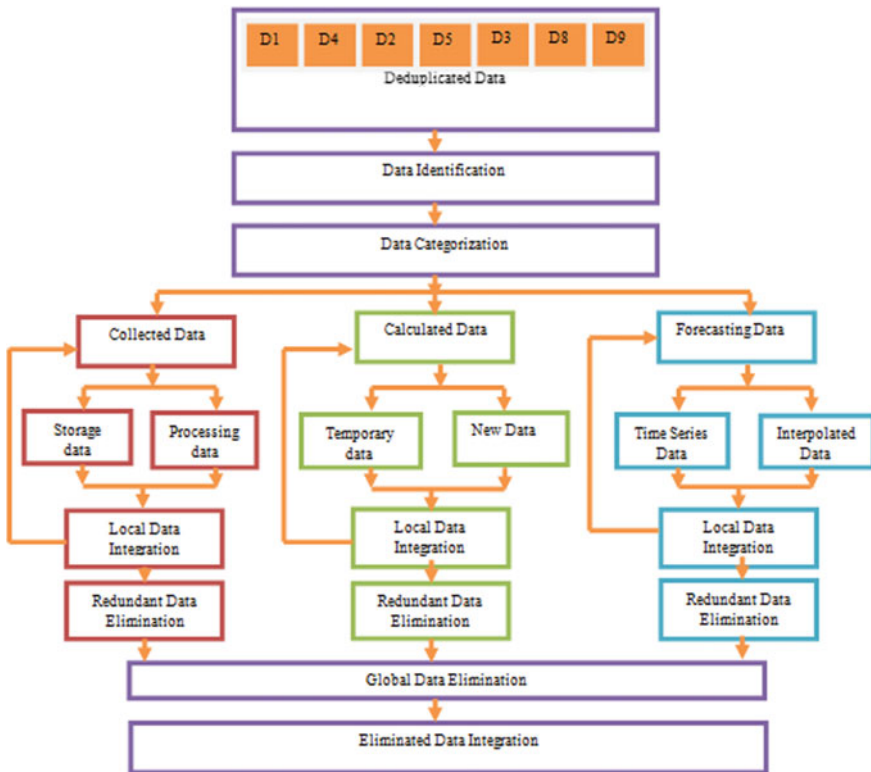 D1 D4 D2 D5 D3 D8 D9
Deduplicated Data
Data Identification
Data Categorization
Collected Data
Calculated Data
Forecasting Data
Storage
data
Processing
data
Temporary
data
New Data
Time Series
Data
Interpolated
Data
Local Data
Integration
Local Data
Integration
Local Data
Integration
Redundant Data
Elimination
Redundant Data
Elimination
Redundant Data
Elimination
Global Data Elimination
Eliminated Data Integration